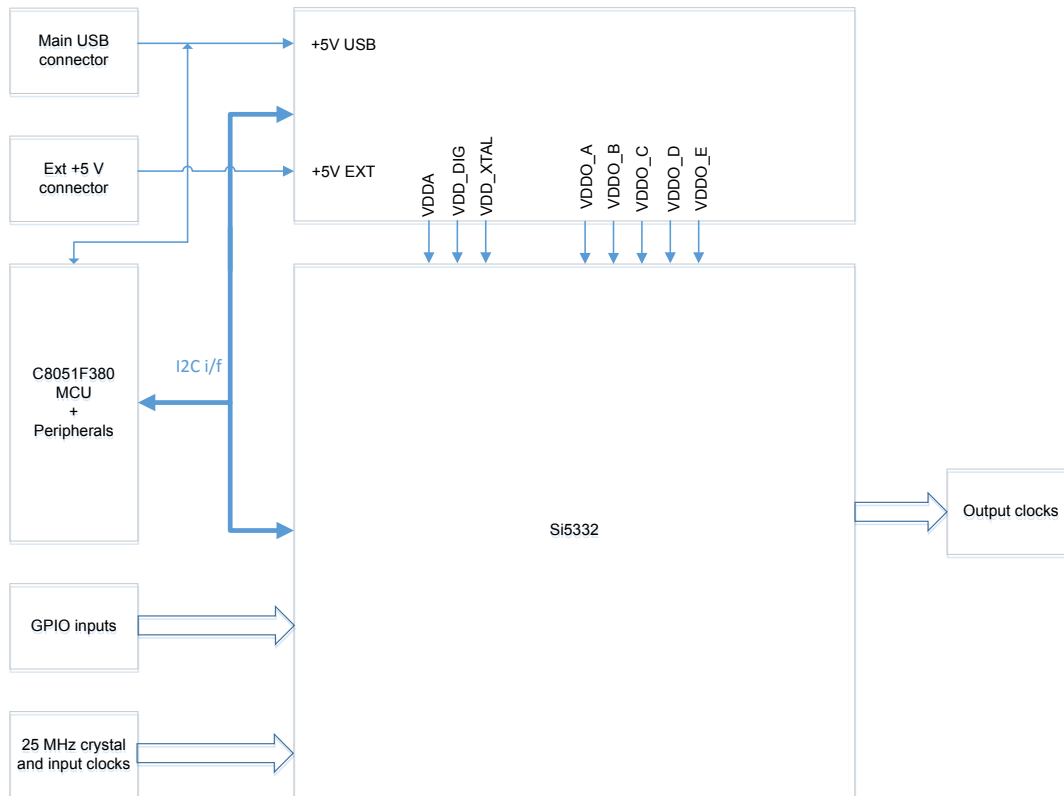 Main USB
connector
+5V USB
Ext +5 V
connector
+5V EXT
VDDA
VDD_DIG
VDD_XTAL
VDDO_A
VDDO_B
VDDO_C
VDDO_D
VDDO_E
C8051F380
MCU
+
Peripherals
I2C i/f
Si5332
Output clocks
GPIO inputs
25 MHz crystal
and input clocks